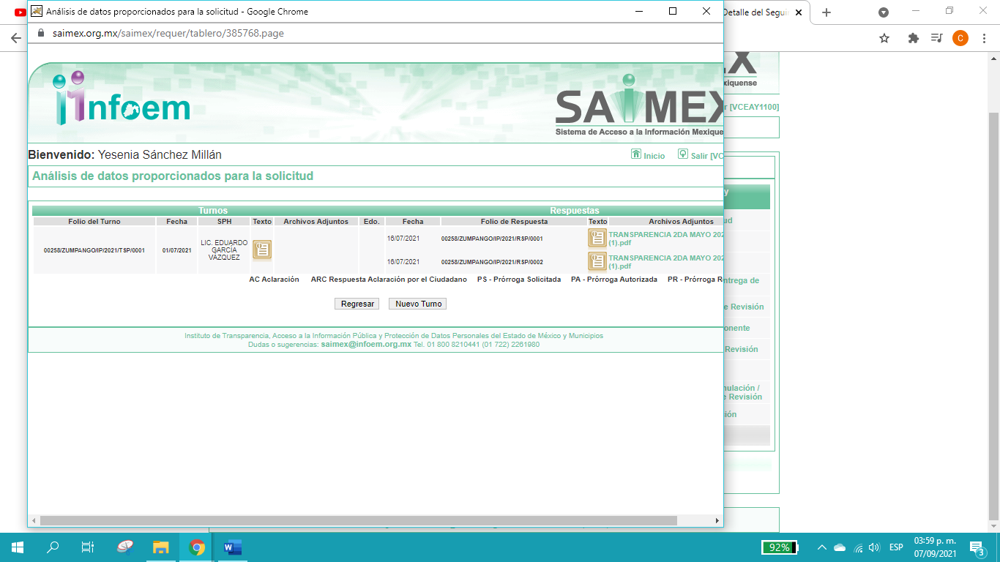 Análisis de datos proporcionados para la solicitud - Google Chrome
Detalle del Segui
saimex.org.mx/saimex/requer/tablero/385768.page
C
infoem
SAIMEX
Sistema de Acceso a la Información Mexique
xiquense
r [VCEAY1100]
Bienvenido: Yesenia Sánchez Millán
Inicio
Salir [VC
Análisis de datos proporcionados para la solicitud
Turnos
Respuestas
Folio del Turno
Fecha
SPH
Texto
Archivos Adjuntos
Edo.
Fecha
Folio de Respuesta
Texto
Archivos Adjuntos
00258/ZUMPANGO/IP/2021/TSP/0001
01/07/2021
LIC. EDUARDO
GARCÍA
VÁZQUEZ
16/07/2021
00258/ZUMPANGO/IP/2021/RSP/0001
TRANSPARENCIA 2DA MAYO 202
(1).pdf
16/07/2021
00258/ZUMPANGO/IP/2021/RSP/0002
TRANSPARENCIA 2DA MAYO 202
(1).pdf
AC Aclaración
ARC Respuesta Aclaración por el Ciudadano
PS - Prórroga Solicitada
PA - Prórroga Autorizada
PR - Prórroga R
Regresar
Nuevo Turno
Instituto de Transparencia, Acceso a la Información Pública y Protección de Datos Personales del Estado de México y Municipios
Dudas o sugerencias: saimex@infoem.org.mx Tel. 01 800 8210441 (01 722) 2261980
y
ud
ntrega de
e Revisión
onente
Revisión
mulación /
e Revisión
ión
92%
ESP
03:59 p. m.
07/09/2021
3